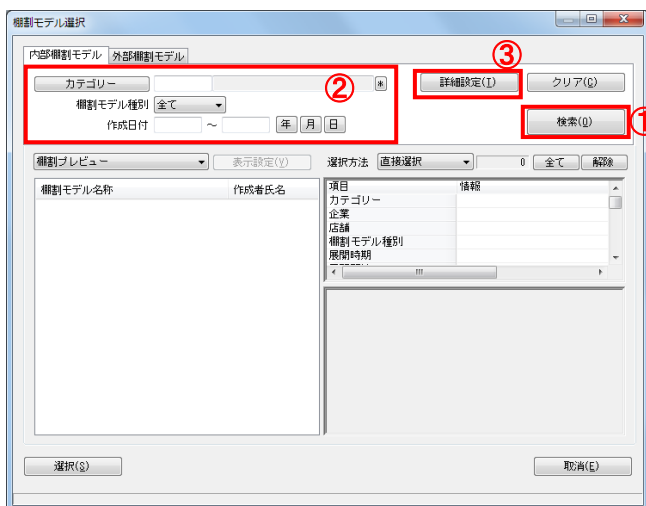 棚割モデル選択
内部棚割モデル 外部棚割モデル
③
カテゴリー ② * 詳細設定(T) クリア(C)
棚割モデル種別 全て
作成日付 ～ 年 月 日 検索(Q) ①
棚割プレビュー 表示設定(V) 選択方法 直接選択 0 全て 解除
棚割モデル名称 作成者氏名 項目 情報
カテゴリー
企業
店舗
棚割モデル種別
展開時期
選択(S) 取消(E)